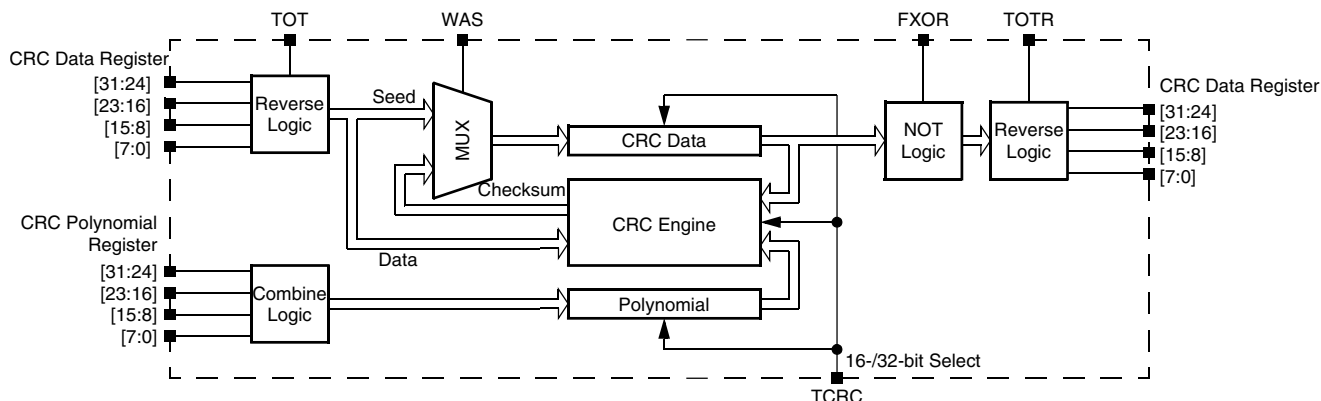 TOT
WAS
FXOR
TOTR
CRC Data Register
[31:24]
[23:16]
[15:8]
[7:0]
Reverse
Logic
Seed
MUX
CRC Data
NOT
Logic
Reverse
Logic
CRC Data Register
[31:24]
[23:16]
[15:8]
[7:0]
Checksum
CRC Engine
Data
CRC Polynomial
Register
[31:24]
[23:16]
[15:8]
[7:0]
Combine
Logic
Polynomial
16-/32-bit Select
TCRC